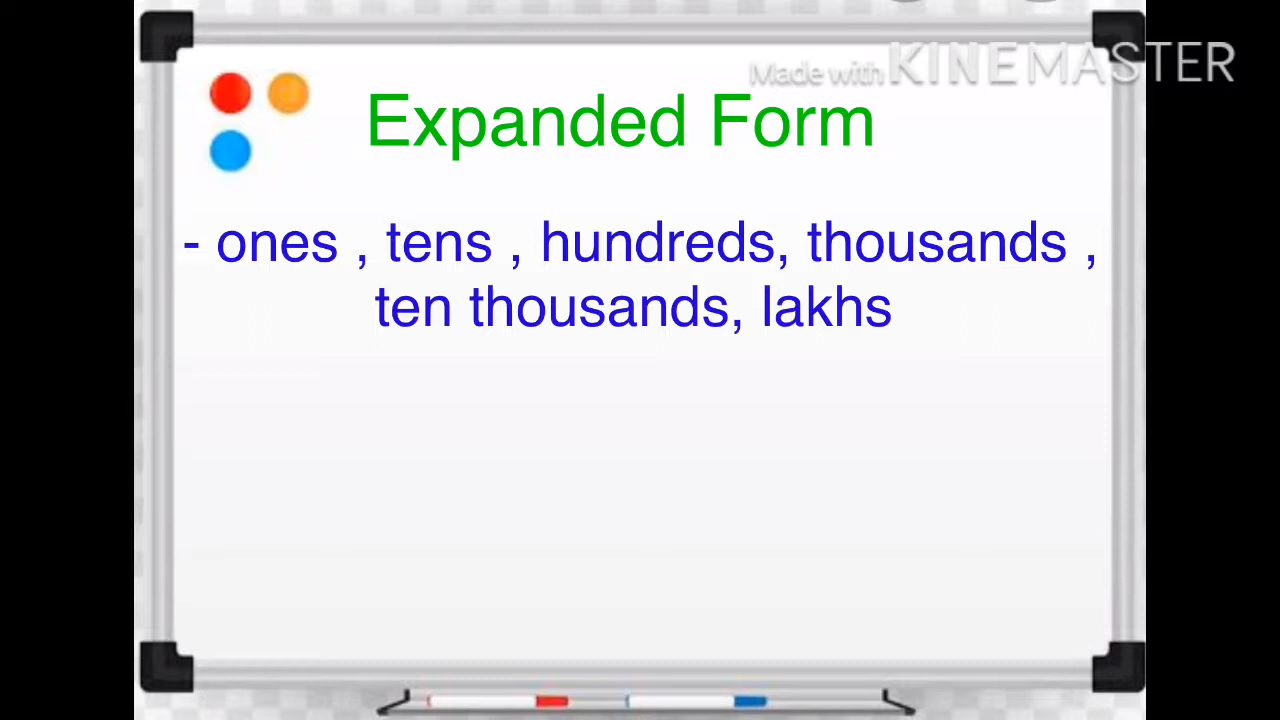 Made with KINEMASTER
Expanded Form
- ones , tens , hundreds, thousands ,
ten thousands, lakhs